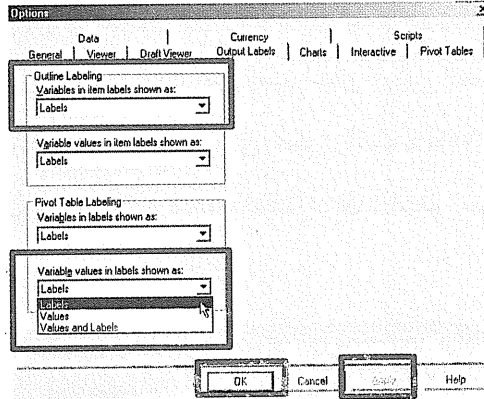 Options
Data Currency Scripts
General Viewer Draft Viewer Output Labels Charts Interactive Pivot Tables
Outline Labeling
Variables in item labels shown as:
Labels
Variable values in item labels shown as:
Labels
Pivot Table Labeling
Variables in labels shown as:
Labels
Variable values in labels shown as:
Labels
Labels
Values
Values and Labels
OK Cancel Apply Help